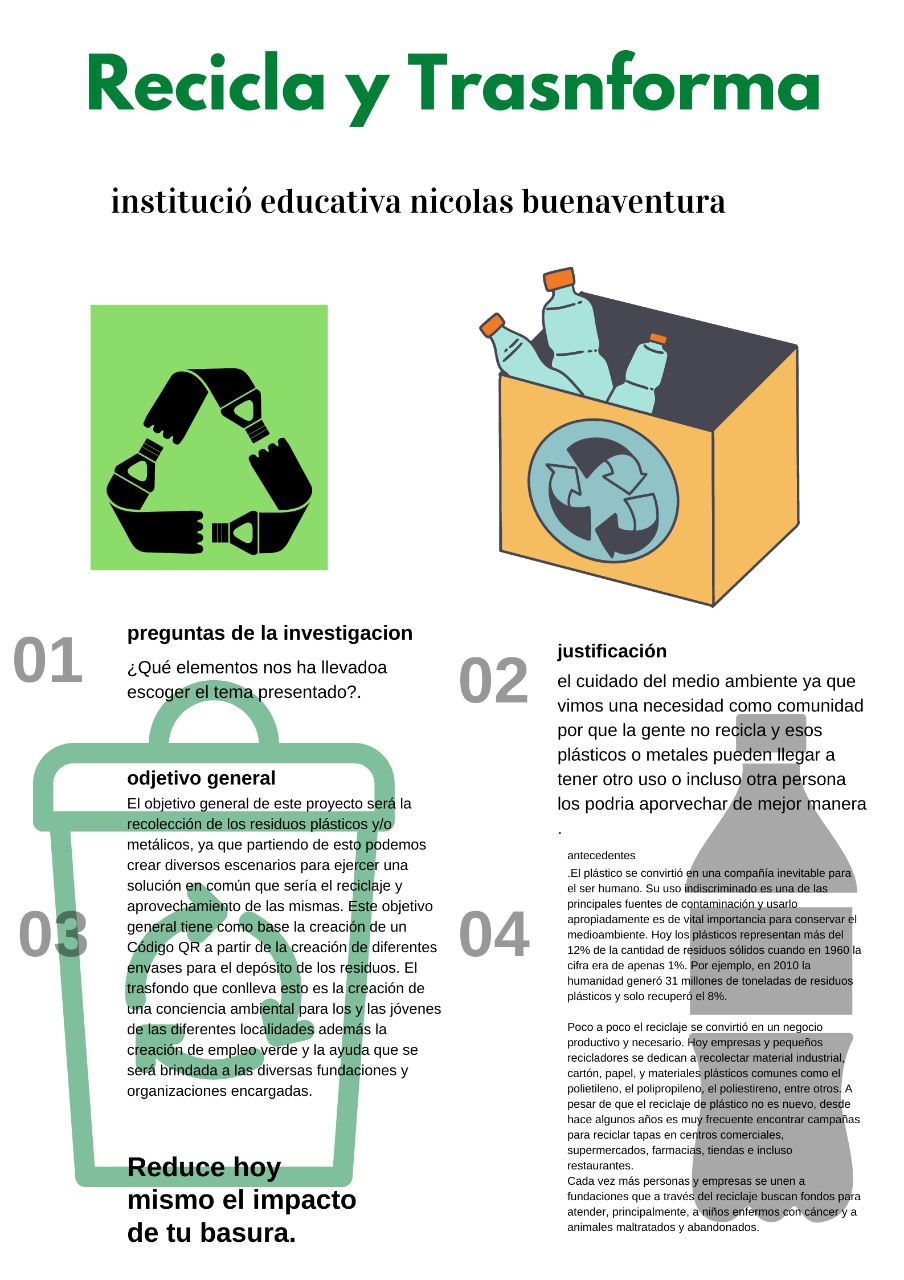 Recicla y Trasnforma
institució educativa nicolas buenaventura
01
preguntas de la investigacion
¿Qué elementos nos ha llevadoa
escoger el tema presentado?.
02
justificación
el cuidado del medio ambiente ya que
vimos una necesidad como comunidad
por que la gente no recicla y esos
plásticos o metales pueden llegar a
tener otro uso o incluso otra persona
los podria aporvechar de mejor manera
.
03
odjetivo general
El objetivo general de este proyecto será la
recolección de los residuos plásticos y/o
metálicos, ya que partiendo de esto podemos
crear diversos escenarios para ejercer una
solución en común que sería el reciclaje y
aprovechamiento de las mismas. Este objetivo
general tiene como base la creación de un
Código QR a partir de la creación de diferentes
envases para el depósito de los residuos. El
trasfondo que conlleva esto es la creación de
una conciencia ambiental para los y las jóvenes
de las diferentes localidades además la
creación de empleo verde y la ayuda que se
será brindada a las diversas fundaciones y
organizaciones encargadas.
04
antecedentes
.El plástico se convirtió en una compañía inevitable para
el ser humano. Su uso indiscriminado es una de las
principales fuentes de contaminación y usarlo
apropiadamente es de vital importancia para conservar el
medioambiente. Hoy los plásticos representan más del
12% de la cantidad de residuos sólidos cuando en 1960 la
cifra era de apenas 1%. Por ejemplo, en 2010 la
humanidad generó 31 millones de toneladas de residuos
plásticos y solo recuperó el 8%.
Poco a poco el reciclaje se convirtió en un negocio
productivo y necesario. Hoy empresas y pequeños
recicladores se dedican a recolectar material industrial,
cartón, papel, y materiales plásticos comunes como el
polietileno, el polipropileno, el poliestireno, entre otros. A
pesar de que el reciclaje de plástico no es nuevo, desde
hace algunos años es muy frecuente encontrar campañas
para reciclar tapas en centros comerciales,
supermercados, farmacias, tiendas e incluso
restaurantes.
Cada vez más personas y empresas se unen a
fundaciones que a través del reciclaje buscan fondos para
atender, principalmente, a niños enfermos con cáncer y a
animales maltratados y abandonados.
Reduce hoy
mismo el impacto
de tu basura.